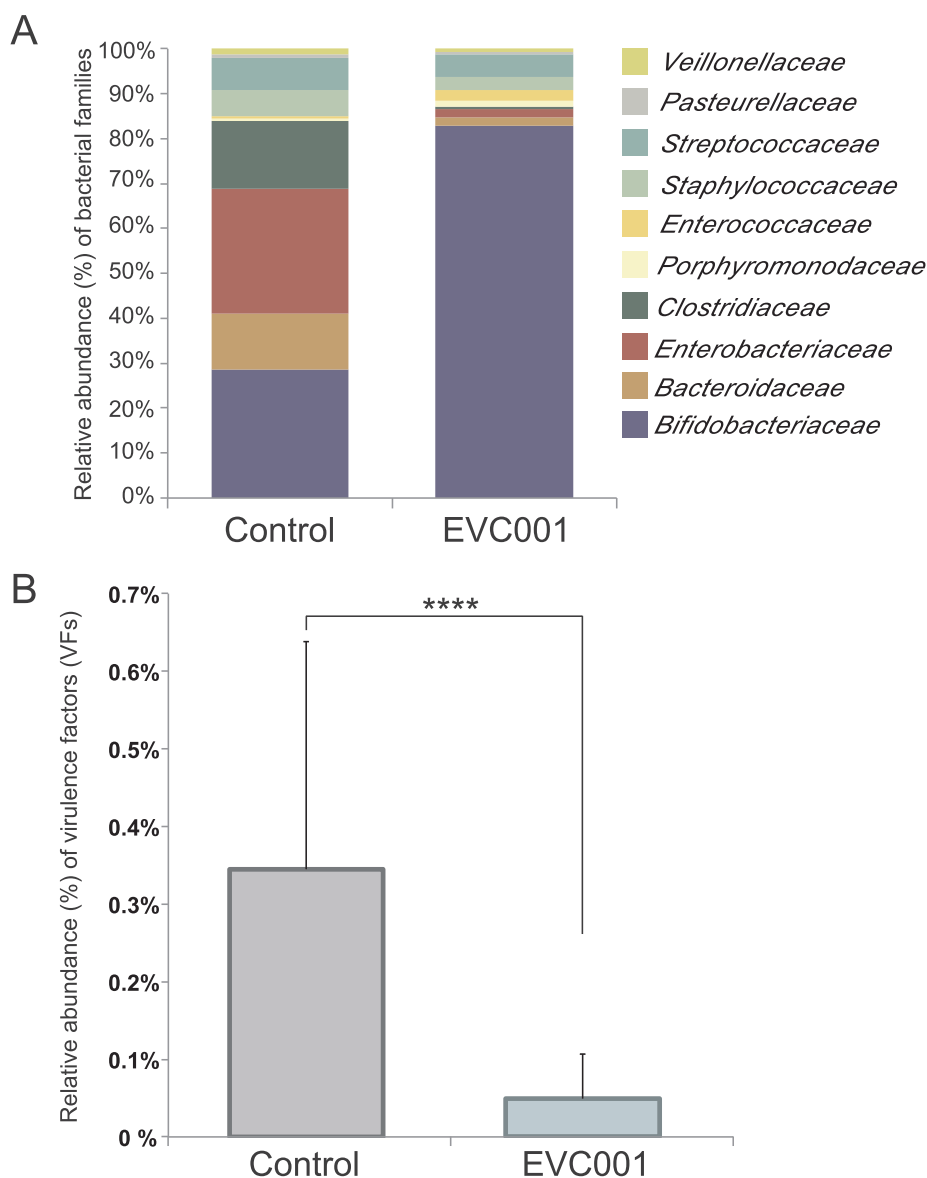 A
Relative abundance (%) of bacterial families
100%
90%
80%
70%
60%
50%
40%
30%
20%
10%
0%
Control
EVC001
Veillonellaceae
Pasteurellaceae
Streptococcaceae
Staphylococcaceae
Enterococcaceae
Porphyromonodaceae
Clostridiaceae
Enterobacteriaceae
Bacteroidaceae
Bifidobacteriaceae
B
Relative abundance (%) of virulence factors (VFs)
0.7%
0.6%
0.5%
0.4%
0.3%
0.2%
0.1%
0 %
****
Control
EVC001